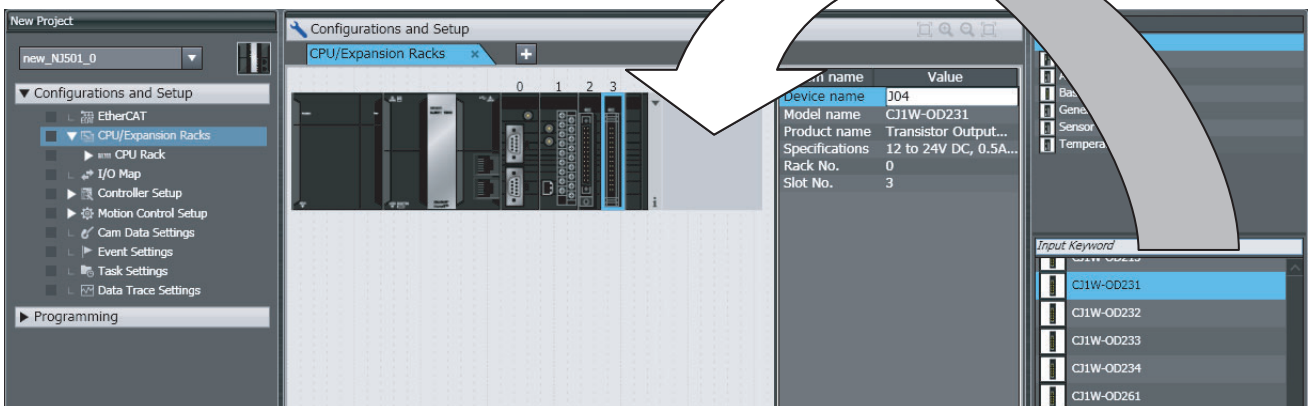 New Project
new_NJ501_0
Configurations and Setup
EtherCAT
CPU/Expansion Racks
CPU Rack
I/O Map
Controller Setup
Motion Control Setup
Cam Data Settings
Event Settings
Task Settings
Data Trace Settings
Programming
Configurations and Setup
CPU/Expansion Racks
0 1 2 3
name Value
Device name J04
Model name CJ1W-OD231
Product name Transistor Output...
Specifications 12 to 24V DC, 0.5A...
Rack No. 0
Slot No. 3
Sensor
Input Keyword
CJ1W-OD231
CJ1W-OD232
CJ1W-OD233
CJ1W-OD234
CJ1W-OD261